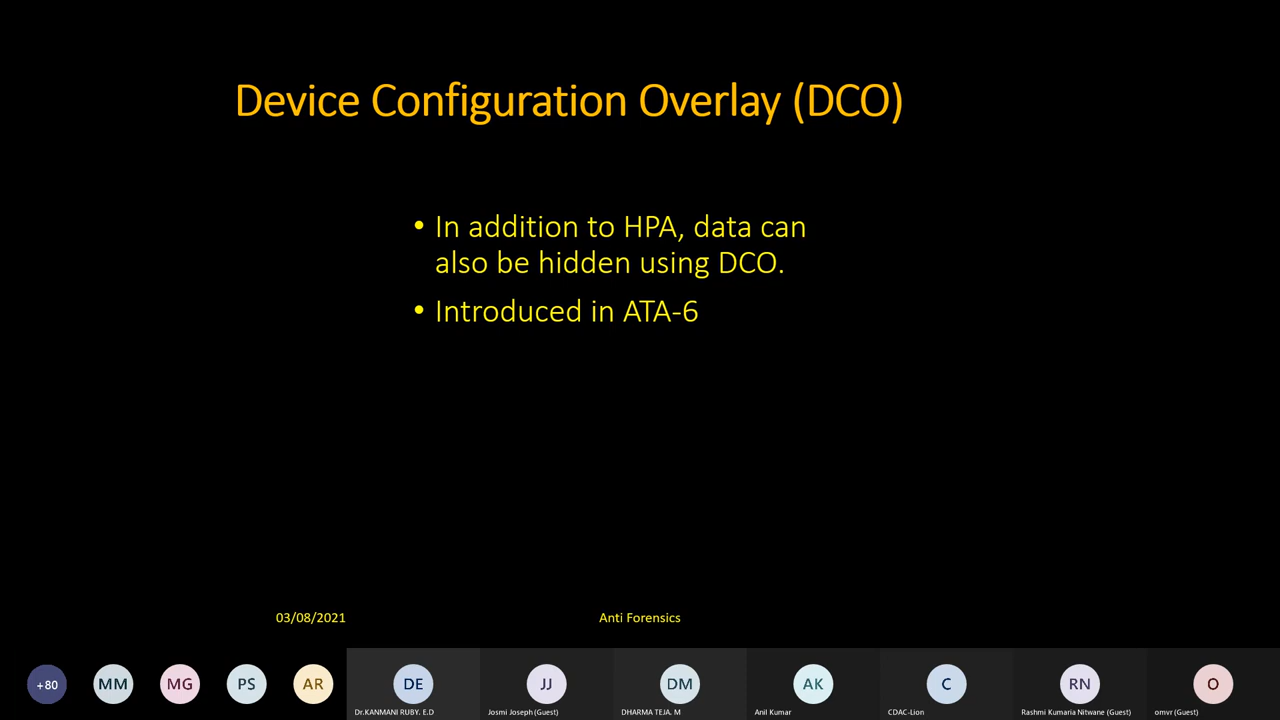 Device Configuration Overlay (DCO)
• In addition to HPA, data can
also be hidden using DCO.
• Introduced in ATA-6
03/08/2021
Anti Forensics
+80
MM
MG
PS
AR
DE
JJ
DM
AK
C
RN
O
Dr.KANMANI RUBY. E.D
Josmi Joseph (Guest)
DHARMA TEJA. M
Anil Kumar
CDAC-Lion
Rashmi Kumaria Nitwane (Guest)
omvr (Guest)